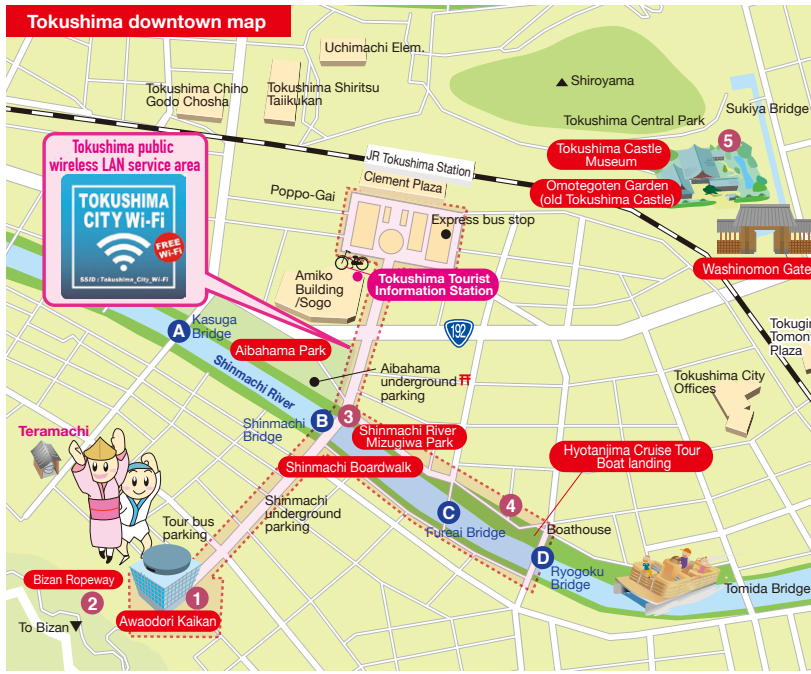 Tokushima downtown map
Uchimachi Elem.
Tokushima Chiho
Godo Chosha
Tokushima Shiritsu
Taiikukan
Shiroyama
Tokushima Central Park
Sukiya Bridge
Tokushima public
wireless LAN service area
TOKUSHIMA
CITY Wi-Fi
FREE
Wi-Fi
SSID : Tokushima_City_Wi-Fi
JR Tokushima Station
Clement Plaza
Poppo-Gai
Express bus stop
Tokushima Castle
Museum
5
Omotegoten Garden
(old Tokushima Castle)
Washinomon Gate
Amiko
Building
/Sogo
Tokushima Tourist
Information Station
192
A
Kasuga
Bridge
Aibahama Park
Shinmachi River
Aibahama
underground
parking
Tokushima City
Offices
Plaza
Shinmachi
Bridge
B
3
Shinmachi River
Mizugiwa Park
Teramachi
Shinmachi Boardwalk
Hyotanjima Cruise Tour
Boat landing
Shinmachi
underground
parking
Tour bus
parking
C
Fureai Bridge
4
Boathouse
D
Ryogoku
Bridge
Tomida Bridge
Bizan Ropeway
2
1
Awaodori Kaikan
To Bizan